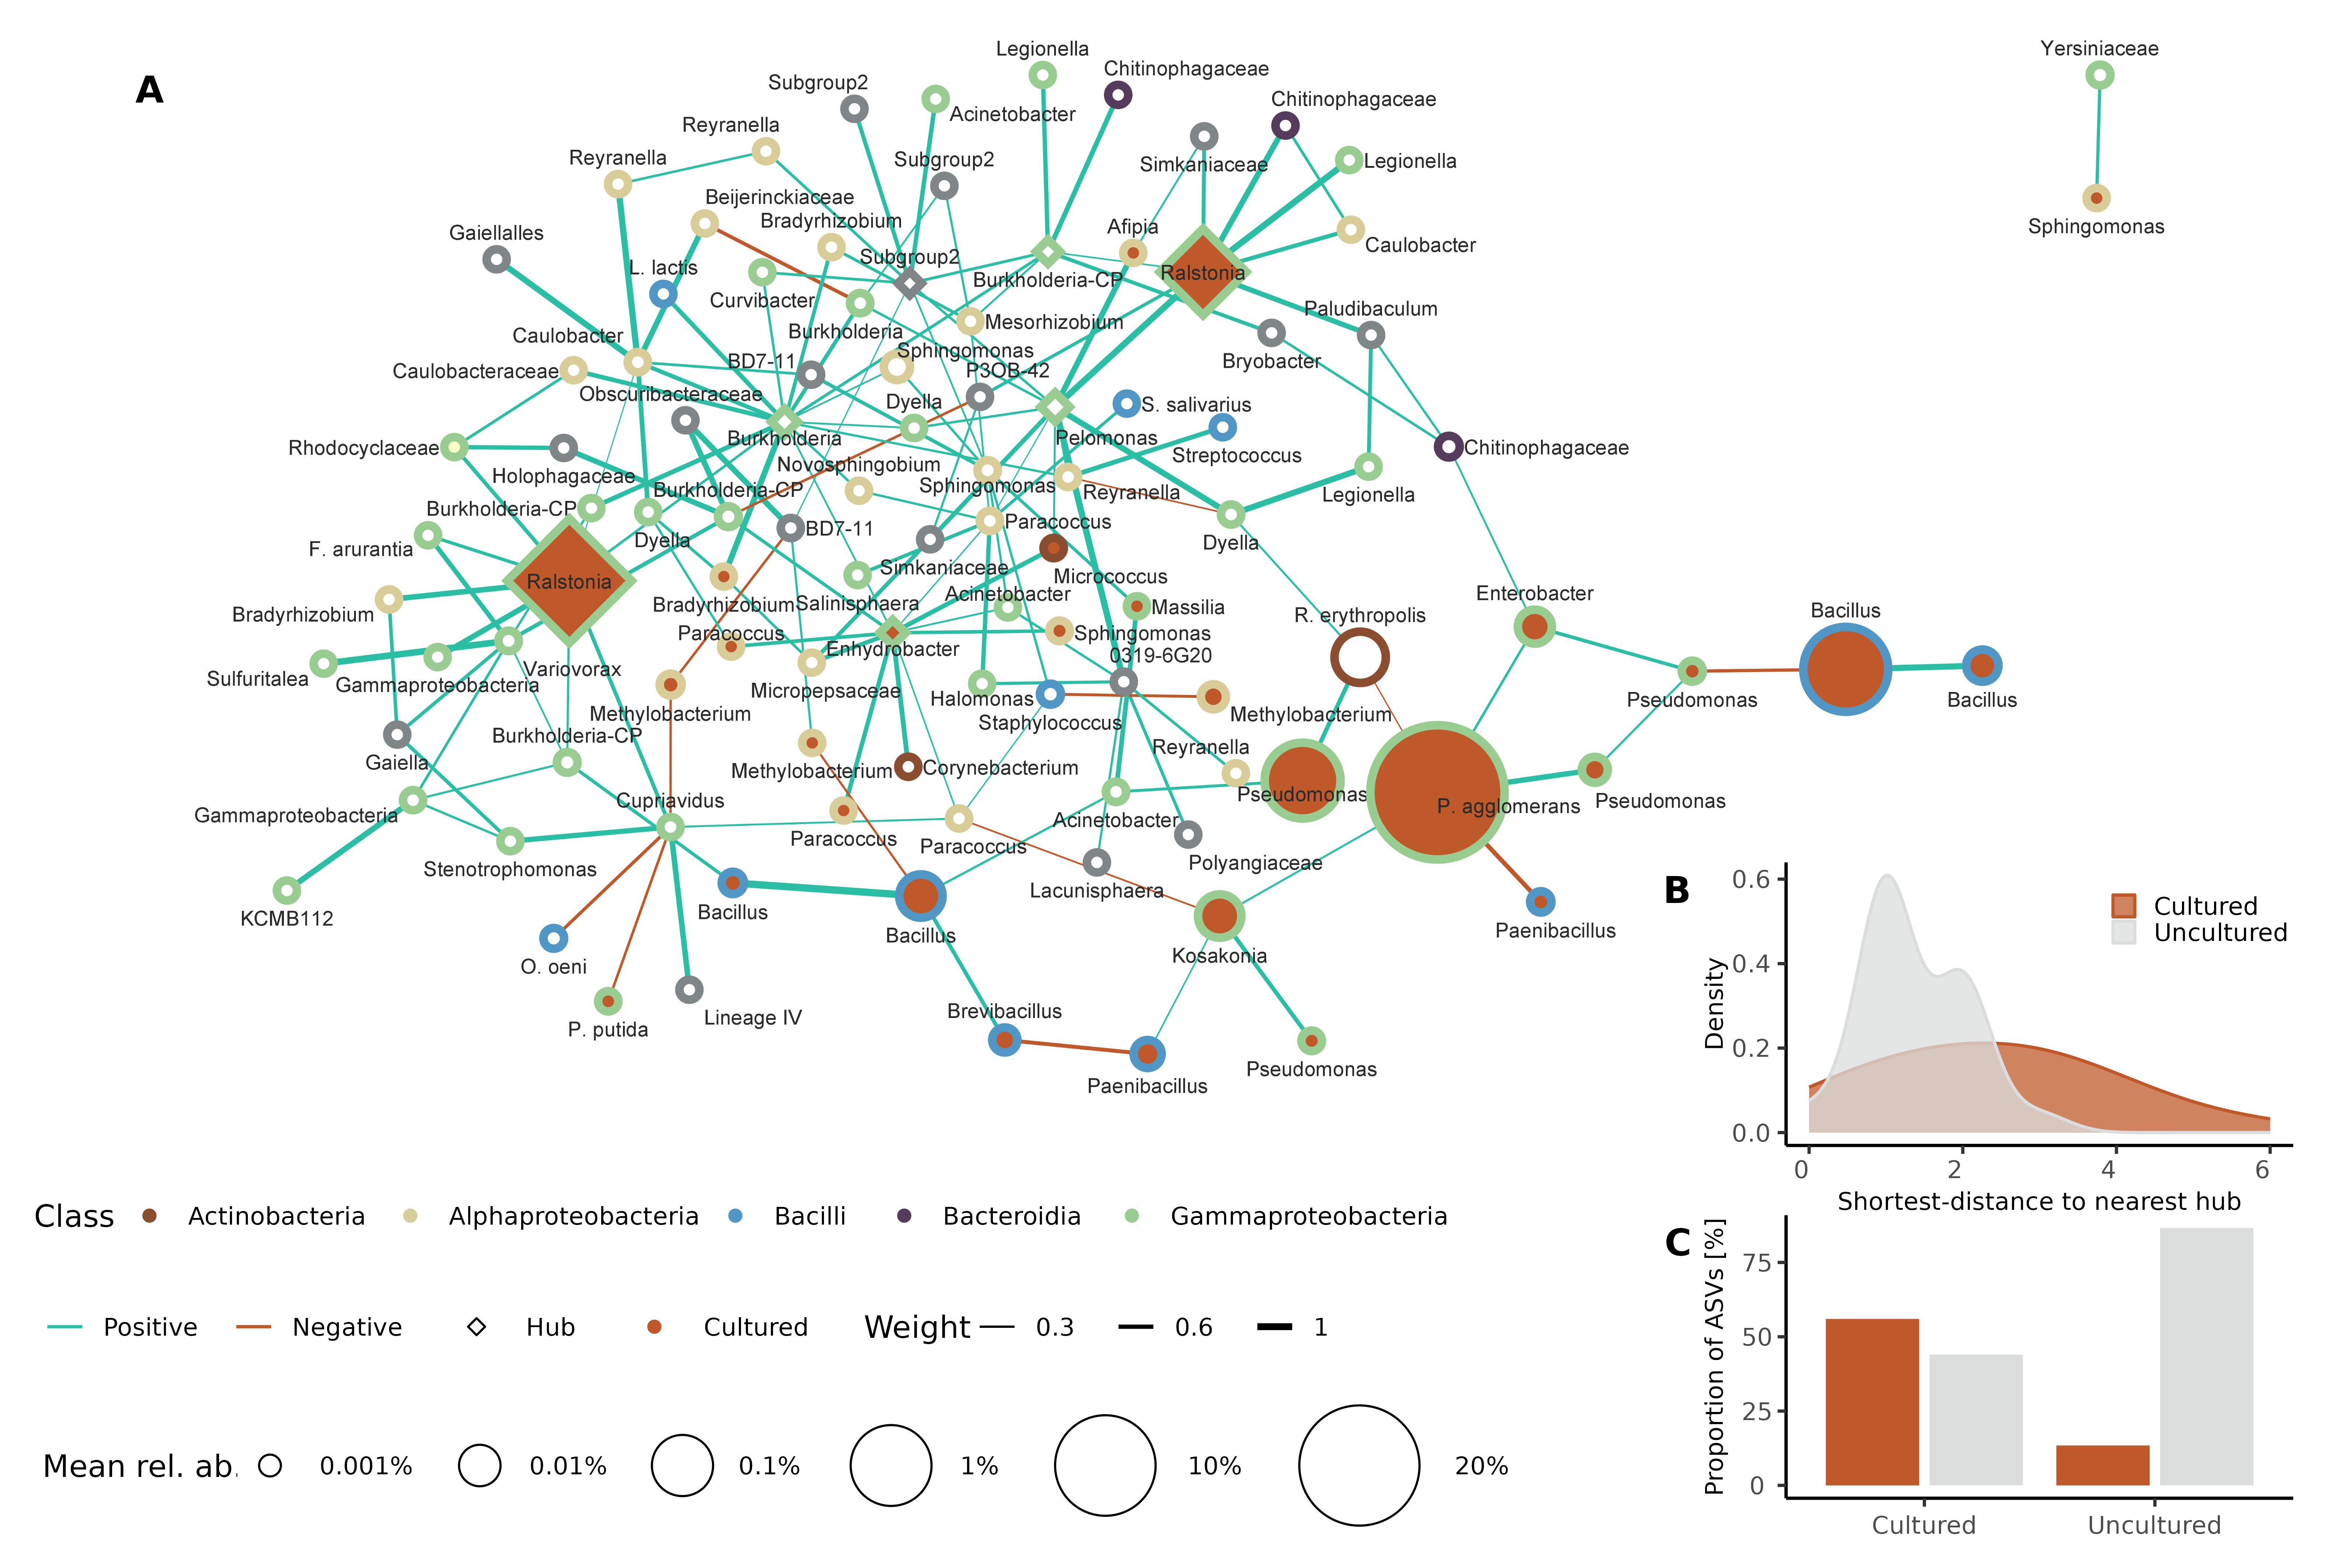 A
Legionella
Yersiniaceae
Chitinophagaceae
Subgroup2
Chitinophagaceae
Acinetobacter
Reyranella
Reyranella
Subgroup2
Simkaniaceae
Legionella
Beijerinckiaceae
Bradyrhizobium
Afipia
Sphingomonas
Gaiellalles
Subgroup2
Caulobacter
L. lactis
Burkholderia-CP
Ralstonia
Curvibacter
Paludibaculum
Caulobacter
Burkholderia
Mesorhizobium
BD7-11
Sphingomonas
Bryobacter
Caulobacteraceae
P3OB-42
Obscuribacteraceae
Dyella
S. salivarius
Rhodocyclaceae
Burkholderia
Pelomonas
Chitinophagaceae
Streptococcus
Holophagaceae
Novosphingobium
Burkholderia-CP
Sphingomonas
Reyranella
Legionella
Burkholderia-CP
F. arurantia
Dyella
BD7-11
Paracoccus
Dyella
Simkaniaceae
Micrococcus
Ralstonia
Bradyrhizobium
Bradyrhizobium
Salinisphaera
Acinetobacter
Massilia
R. erythropolis
Enterobacter
Bacillus
Paracoccus
Enhydrobacter
Sphingomonas
0319-6G20
Sulfuritalea
Gammaproteobacteria
Variovorax
Micropepsaceae
Halomonas
Pseudomonas
Bacillus
Methylobacterium
Staphylococcus
Methylobacterium
Burkholderia-CP
Gaiella
Methylobacterium
Corynebacterium
Reyranella
Pseudomonas
P. agglomerans
Pseudomonas
Gammaproteobacteria
Cupriavidus
Paracoccus
Paracoccus
Acinetobacter
Polyangiaceae
Stenotrophomonas
Lacunisphaera
KCMB112
Bacillus
Bacillus
Kosakonia
Paenibacillus
O. oeni
P. putida
Lineage IV
Brevibacillus
Paenibacillus
Pseudomonas
B
Density
0.6
0.4
0.2
0.0
Cultured
Uncultured
0 2 4 6
Shortest-distance to nearest hub
C
Proportion of ASVs [%]
75
50
25
0
Cultured Uncultured
Class Actinobacteria Alphaproteobacteria Bacilli Bacteroidia Gammaproteobacteria
Positive Negative Hub Cultured Weight 0.3 0.6 1
Mean rel. ab. 0.001% 0.01% 0.1% 1% 10% 20%